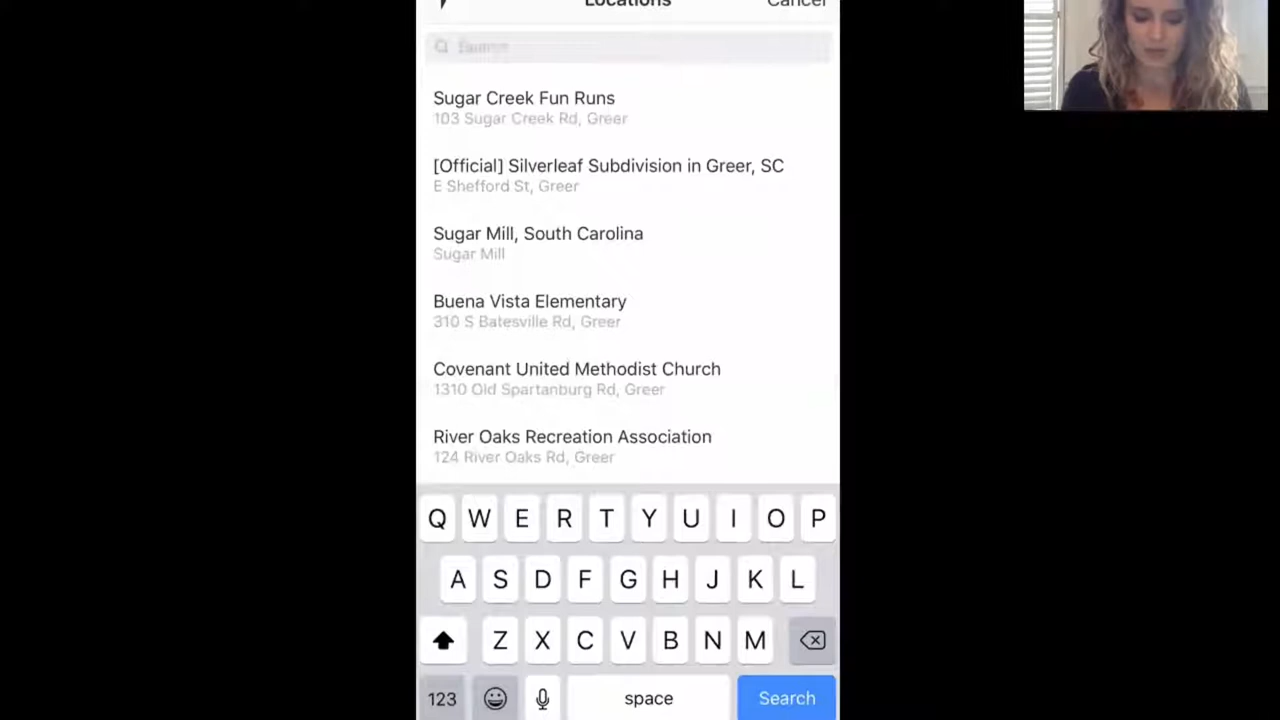 Locations Cancel
Search
Sugar Creek Fun Runs
103 Sugar Creek Rd, Greer
[Official] Silverleaf Subdivision in Greer, SC
E Shefford St, Greer
Sugar Mill, South Carolina
Sugar Mill
Buena Vista Elementary
310 S Batesville Rd, Greer
Covenant United Methodist Church
1310 Old Spartanburg Rd, Greer
River Oaks Recreation Association
124 River Oaks Rd, Greer
Q W E R T Y U I O P
A S D F G H J K L
Z X C V B N M
123 space Search